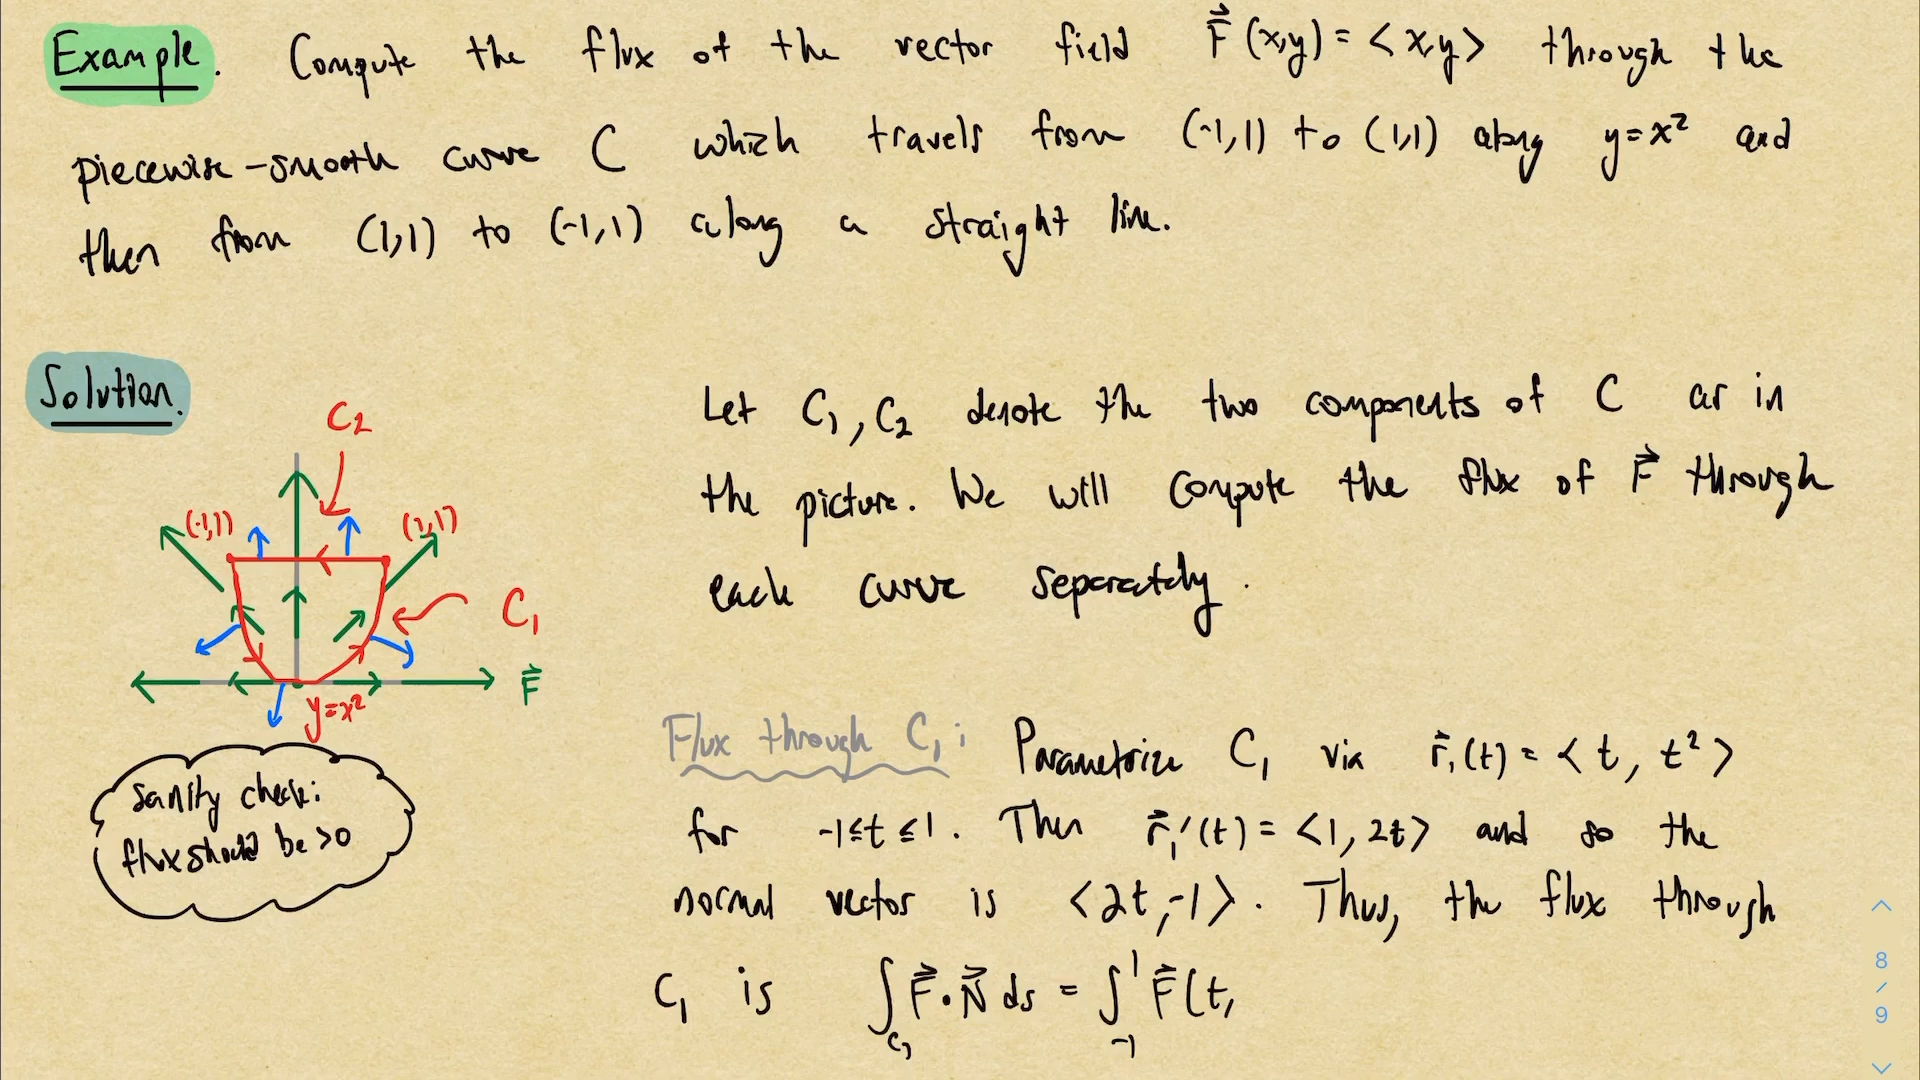 Example. Compute the flux of the vector field F⃗(x,y) = <x,y> through the
piecewise-smooth curve C which travels from (-1,1) to (1,1) along y=x² and
then from (1,1) to (-1,1) along a straight line.
Solution.
C₂
(-1,1)
(1,1)
C₁
F⃗
y=x²
Sanity check:
flux should be >0
Let C₁, C₂ denote the two components of C as in
the picture. We will compute the flux of F⃗ through
each curve separately.
Flux through C₁: Parametrize C₁ via r⃗₁(t) = <t, t²>
for -1≤t≤1. Then r⃗₁'(t) = <1, 2t> and so the
normal vector is <2t,-1>. Thus, the flux through
C₁ is ∫_C₁ F⃗·N⃗ ds = ∫₋₁¹ F⃗(t,
8
/
9